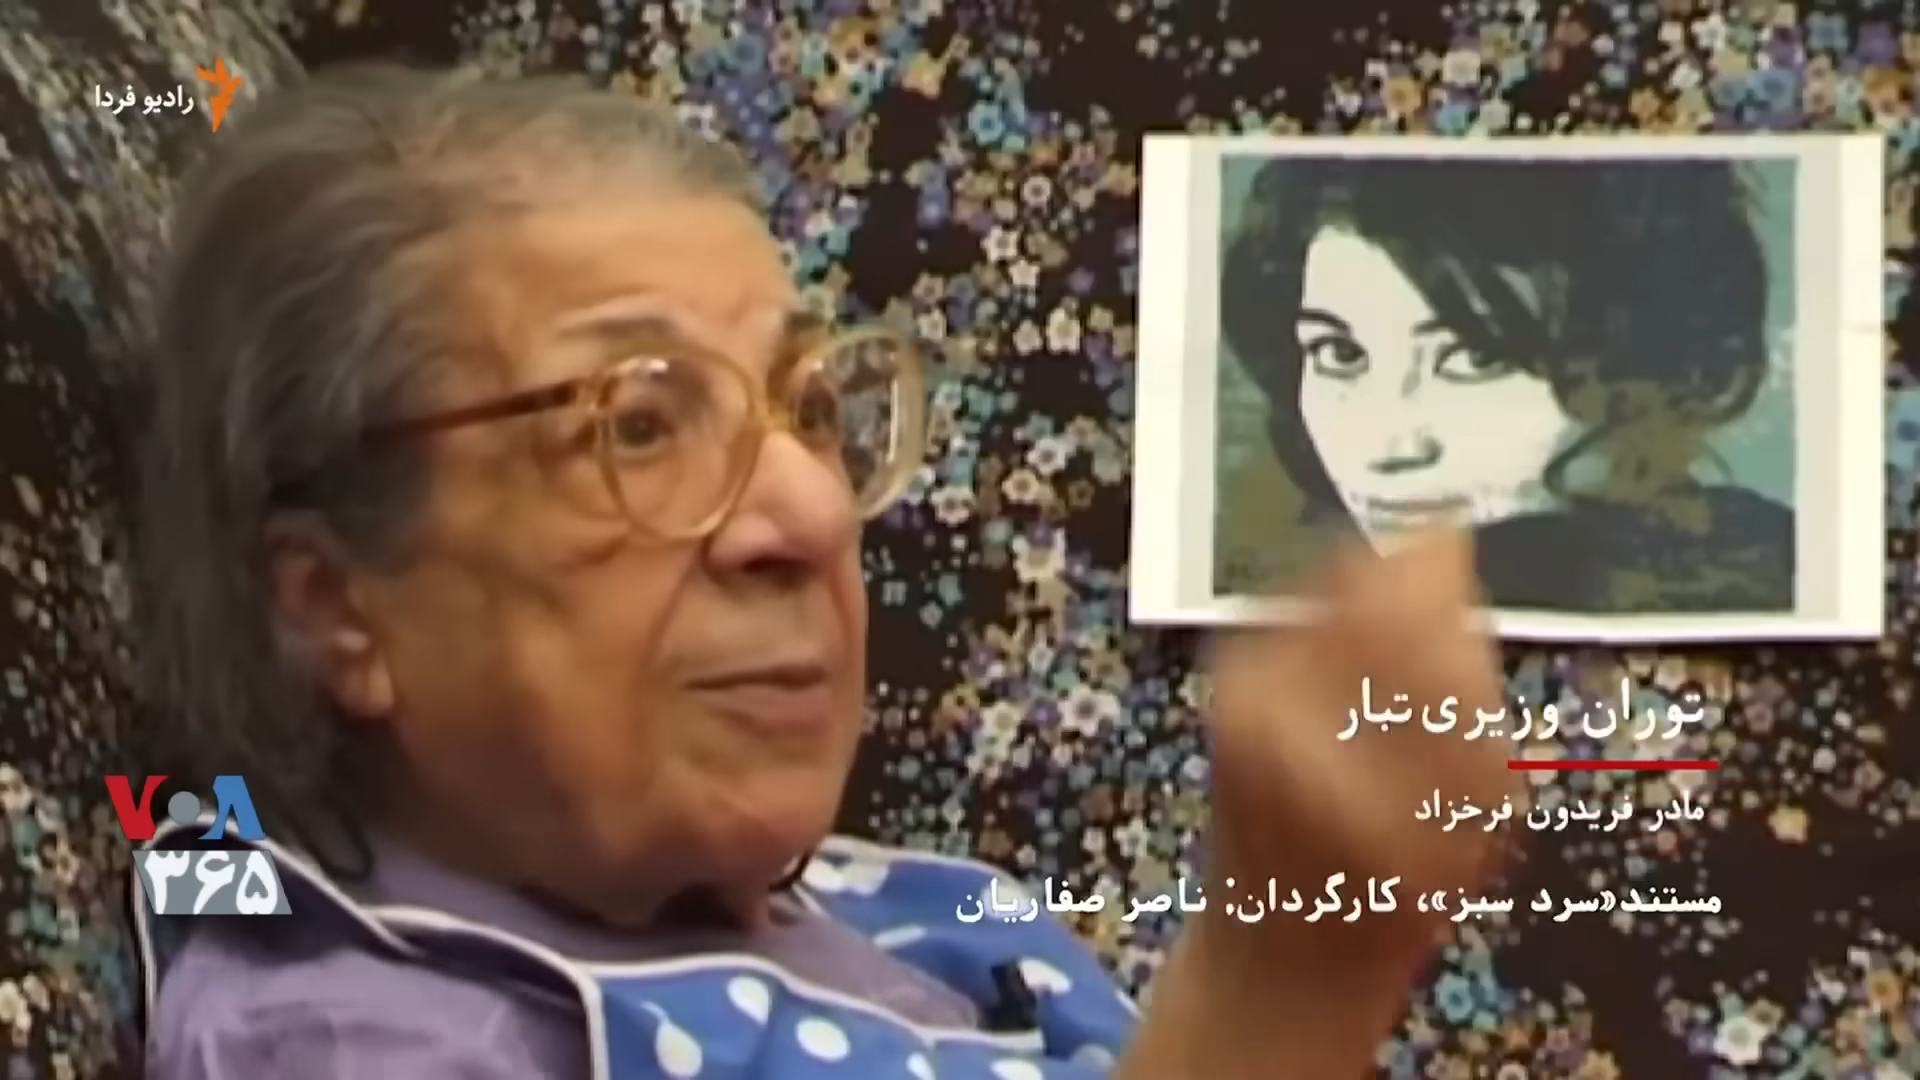 رادیو فردا
توران وزیری‌تبار
مادر فریدون فرخزاد
مستند«سرد سبز»، کارگردان: ناصر صفاریان
VOA
۳۶۵